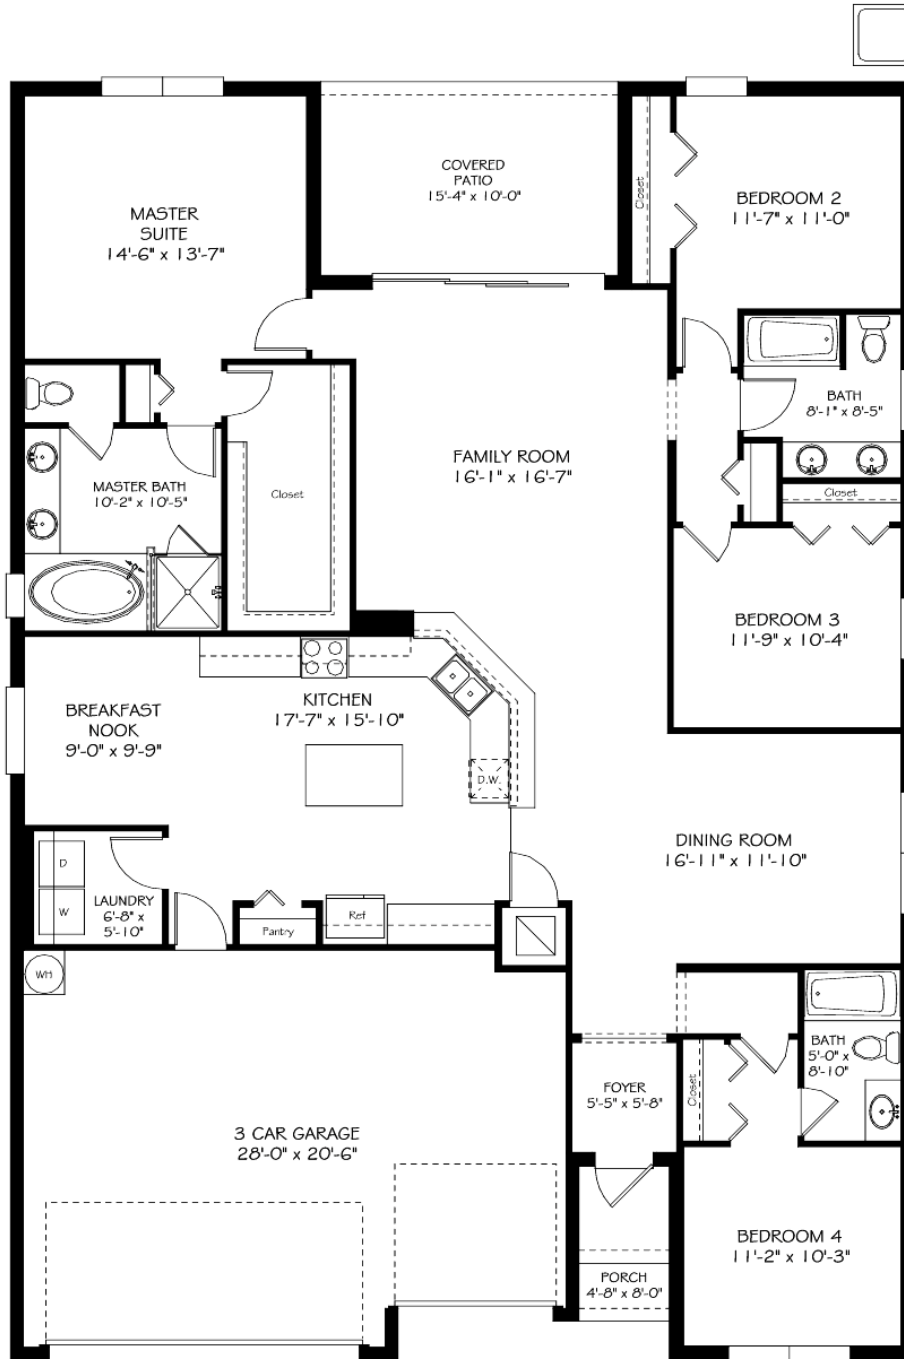 COVERED
PATIO
15'-4" x 10'-0"
Closet
BEDROOM 2
11'-7" x 11'-0"
MASTER
SUITE
14'-6" x 13'-7"
BATH
8'-1" x 8'-5"
FAMILY ROOM
16'-1" x 16'-7"
MASTER BATH
10'-2" x 10'-5"
Closet
Closet
BEDROOM 3
11'-9" x 10'-4"
BREAKFAST
NOOK
9'-0" x 9'-9"
KITCHEN
17'-7" x 15'-10"
D.W.
DINING ROOM
16'-11" x 11'-10"
D
W
LAUNDRY
6'-8" x
5'-10"
Pantry
Ref
WH
BATH
5'-0" x
8'-10"
Closet
FOYER
5'-5" x 5'-8"
3 CAR GARAGE
28'-0" x 20'-6"
BEDROOM 4
11'-2" x 10'-3"
PORCH
4'-8" x 8'-0"